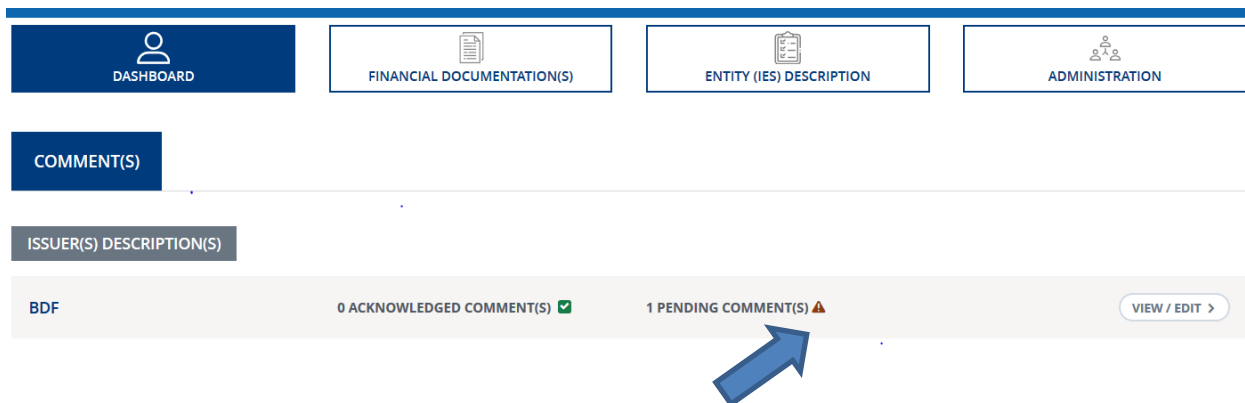 DASHBOARD
FINANCIAL DOCUMENTATION(S)
ENTITY (IES) DESCRIPTION
ADMINISTRATION
COMMENT(S)
ISSUER(S) DESCRIPTION(S)
BDF
0 ACKNOWLEDGED COMMENT(S)
1 PENDING COMMENT(S)
VIEW / EDIT >